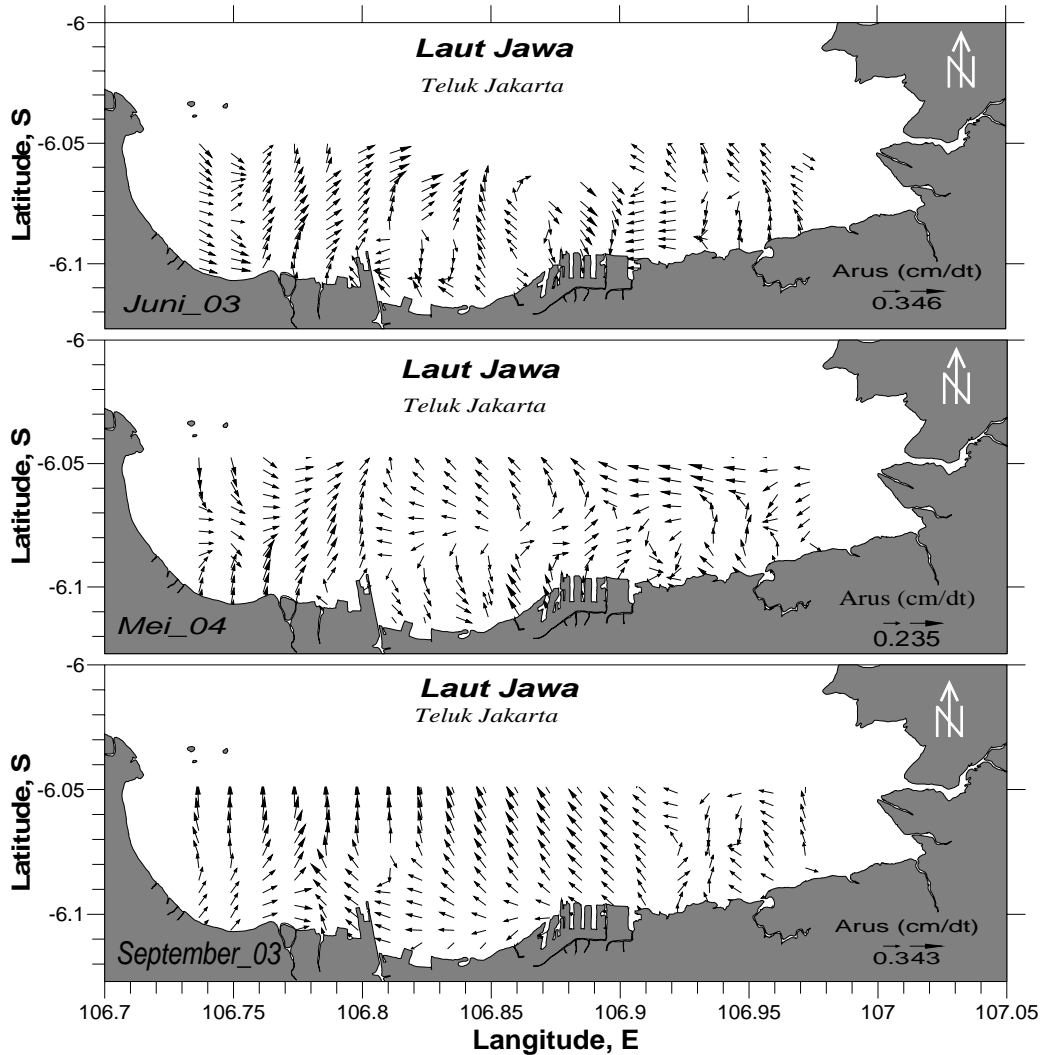 -6
Laut Jawa
Teluk Jakarta
N
-6.05
Latitude, S
-6.1
Arus (cm/dt)
0.346
Juni_03
-6
Laut Jawa
Teluk Jakarta
N
-6.05
Latitude, S
-6.1
Arus (cm/dt)
0.235
Mei_04
-6
Laut Jawa
Teluk Jakarta
N
-6.05
Latitude, S
-6.1
Arus (cm/dt)
0.343
September_03
106.7 106.75 106.8 106.85 106.9 106.95 107 107.05
Langitude, E